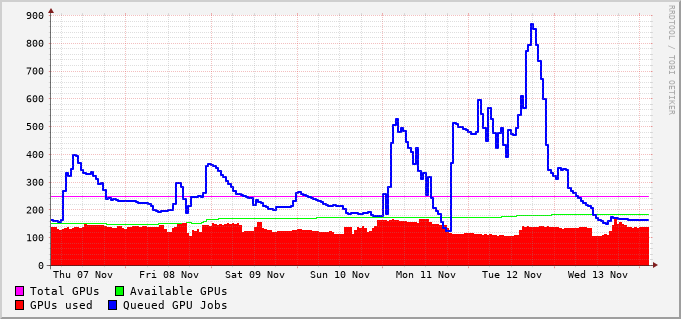 900
800
700
600
500
400
300
200
100
0
Thu 07 Nov Fri 08 Nov Sat 09 Nov Sun 10 Nov Mon 11 Nov Tue 12 Nov Wed 13 Nov
Total GPUs Available GPUs
GPUs used Queued GPU Jobs
RRDTOOL / TOBI OETIKER